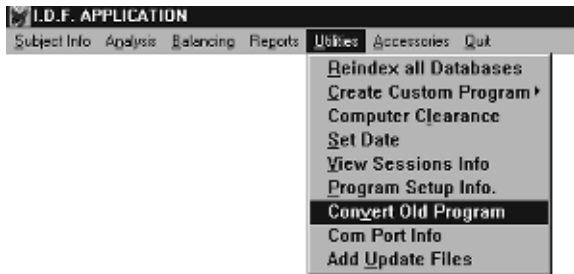 I.D.F. APPLICATION
Subject Info Analysis Balancing Reports Utilities Accessories Quit
Reindex all Databases
Create Custom Program
Computer Clearance
Set Date
View Sessions Info
Program Setup Info.
Convert Old Program
Com Port Info
Add Update Files